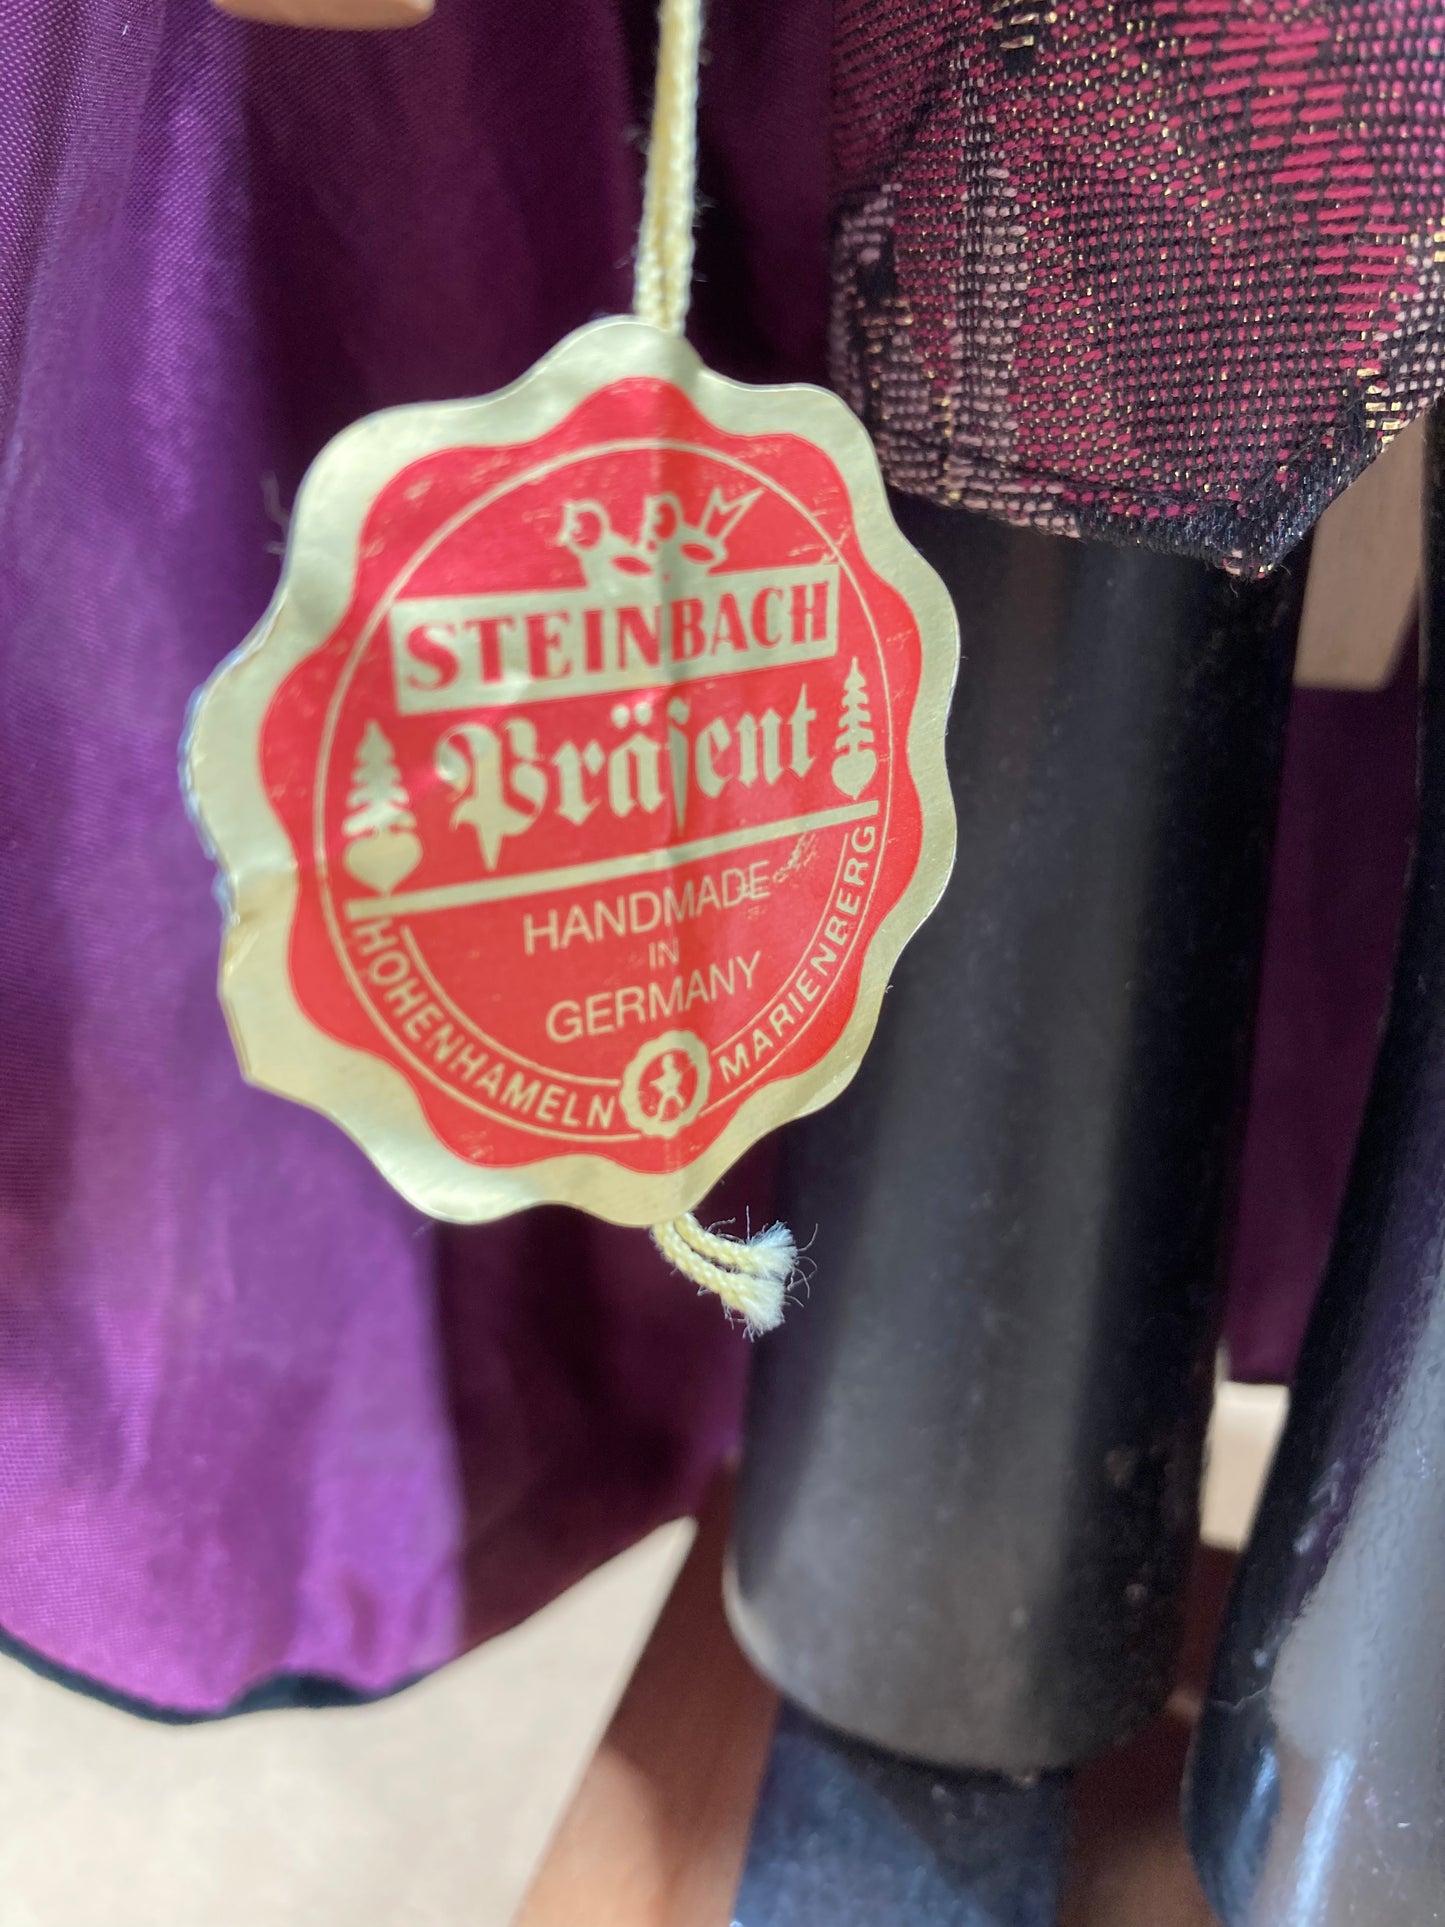 STEINBACH
Präsent
HANDMADE
IN
GERMANY
HOHENHAMELN
MARIENBERG